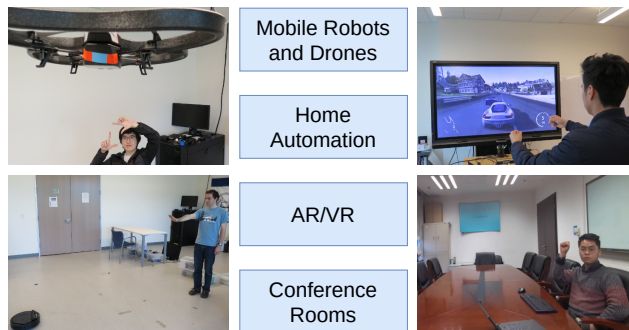 Mobile Robots
and Drones
Home
Automation
AR/VR
Conference
Rooms